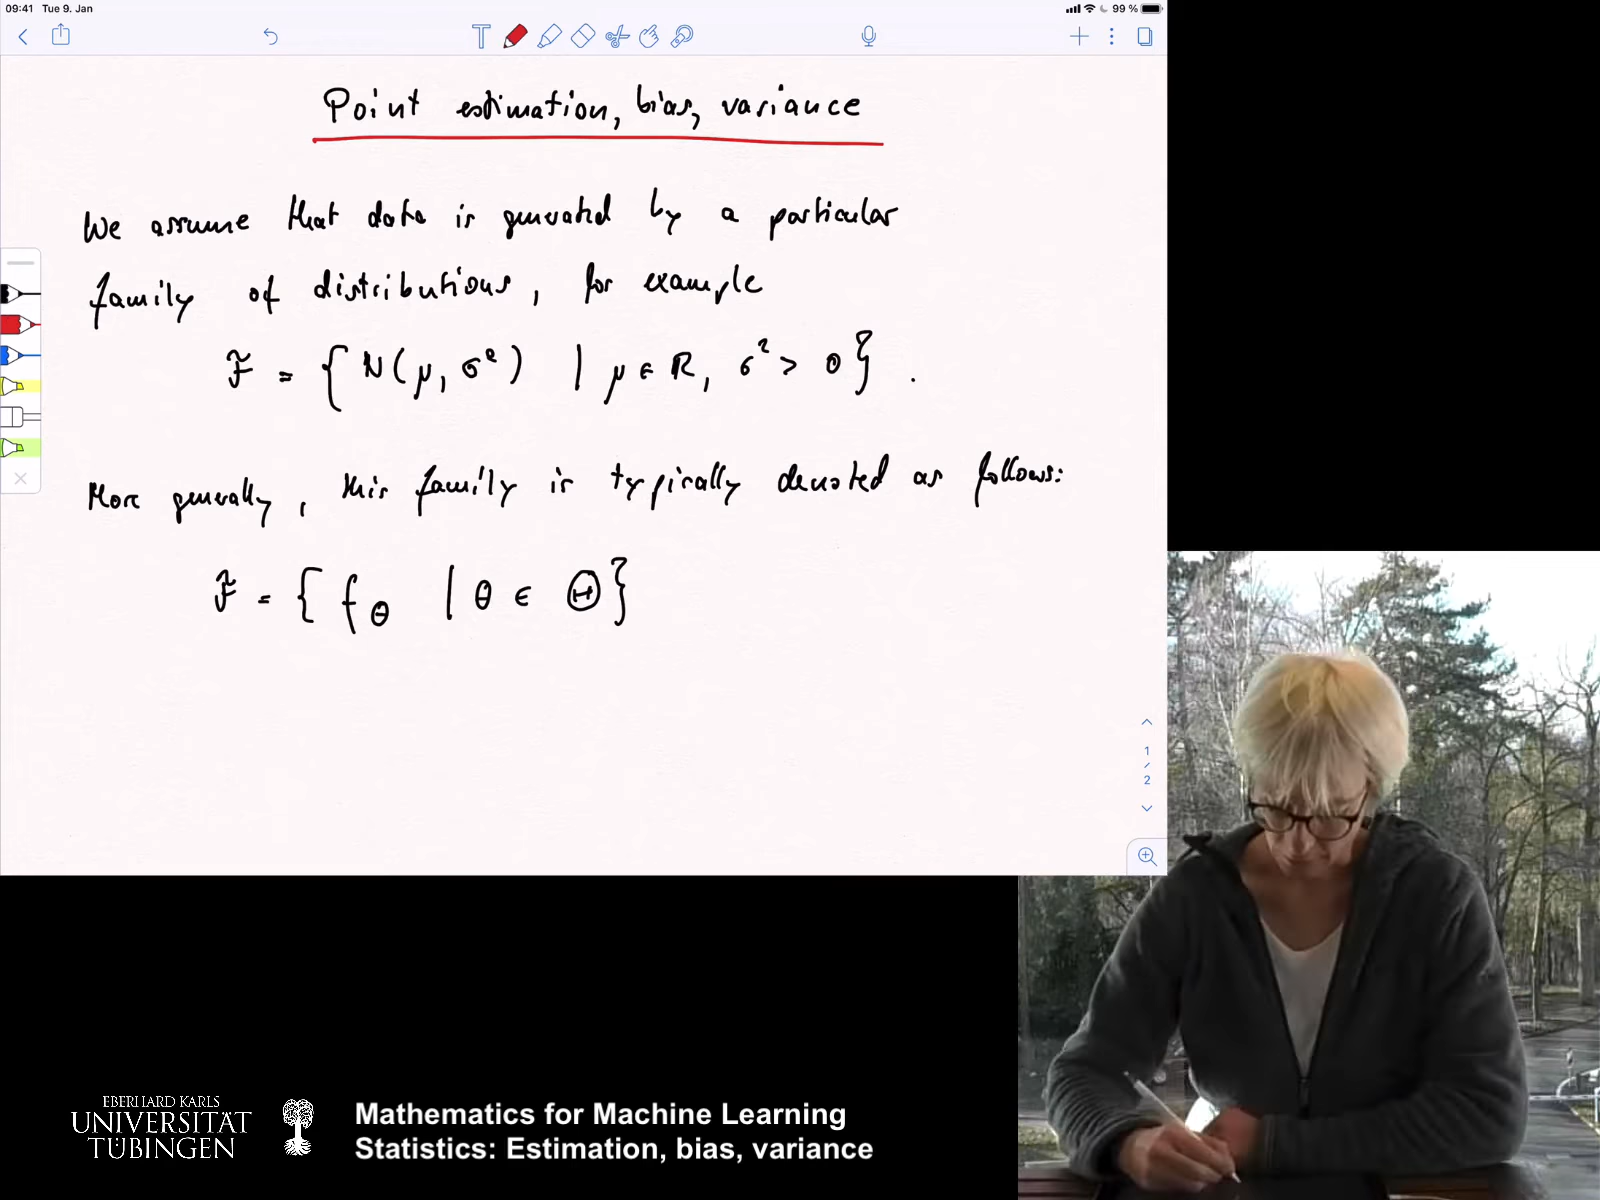 09:41 Tue 9. Jan
99 %
Point estimation, bias, variance
We assume that data is generated by a particular
family of distributions, for example
ℱ = { N(μ, σ²) | μ ∈ ℝ, σ² > 0 } .
More generally, this family is typically denoted as follows:
ℱ = { f_θ | θ ∈ Θ }
1
/
2
EBERHARD KARLS
UNIVERSITÄT
TÜBINGEN
Mathematics for Machine Learning
Statistics: Estimation, bias, variance